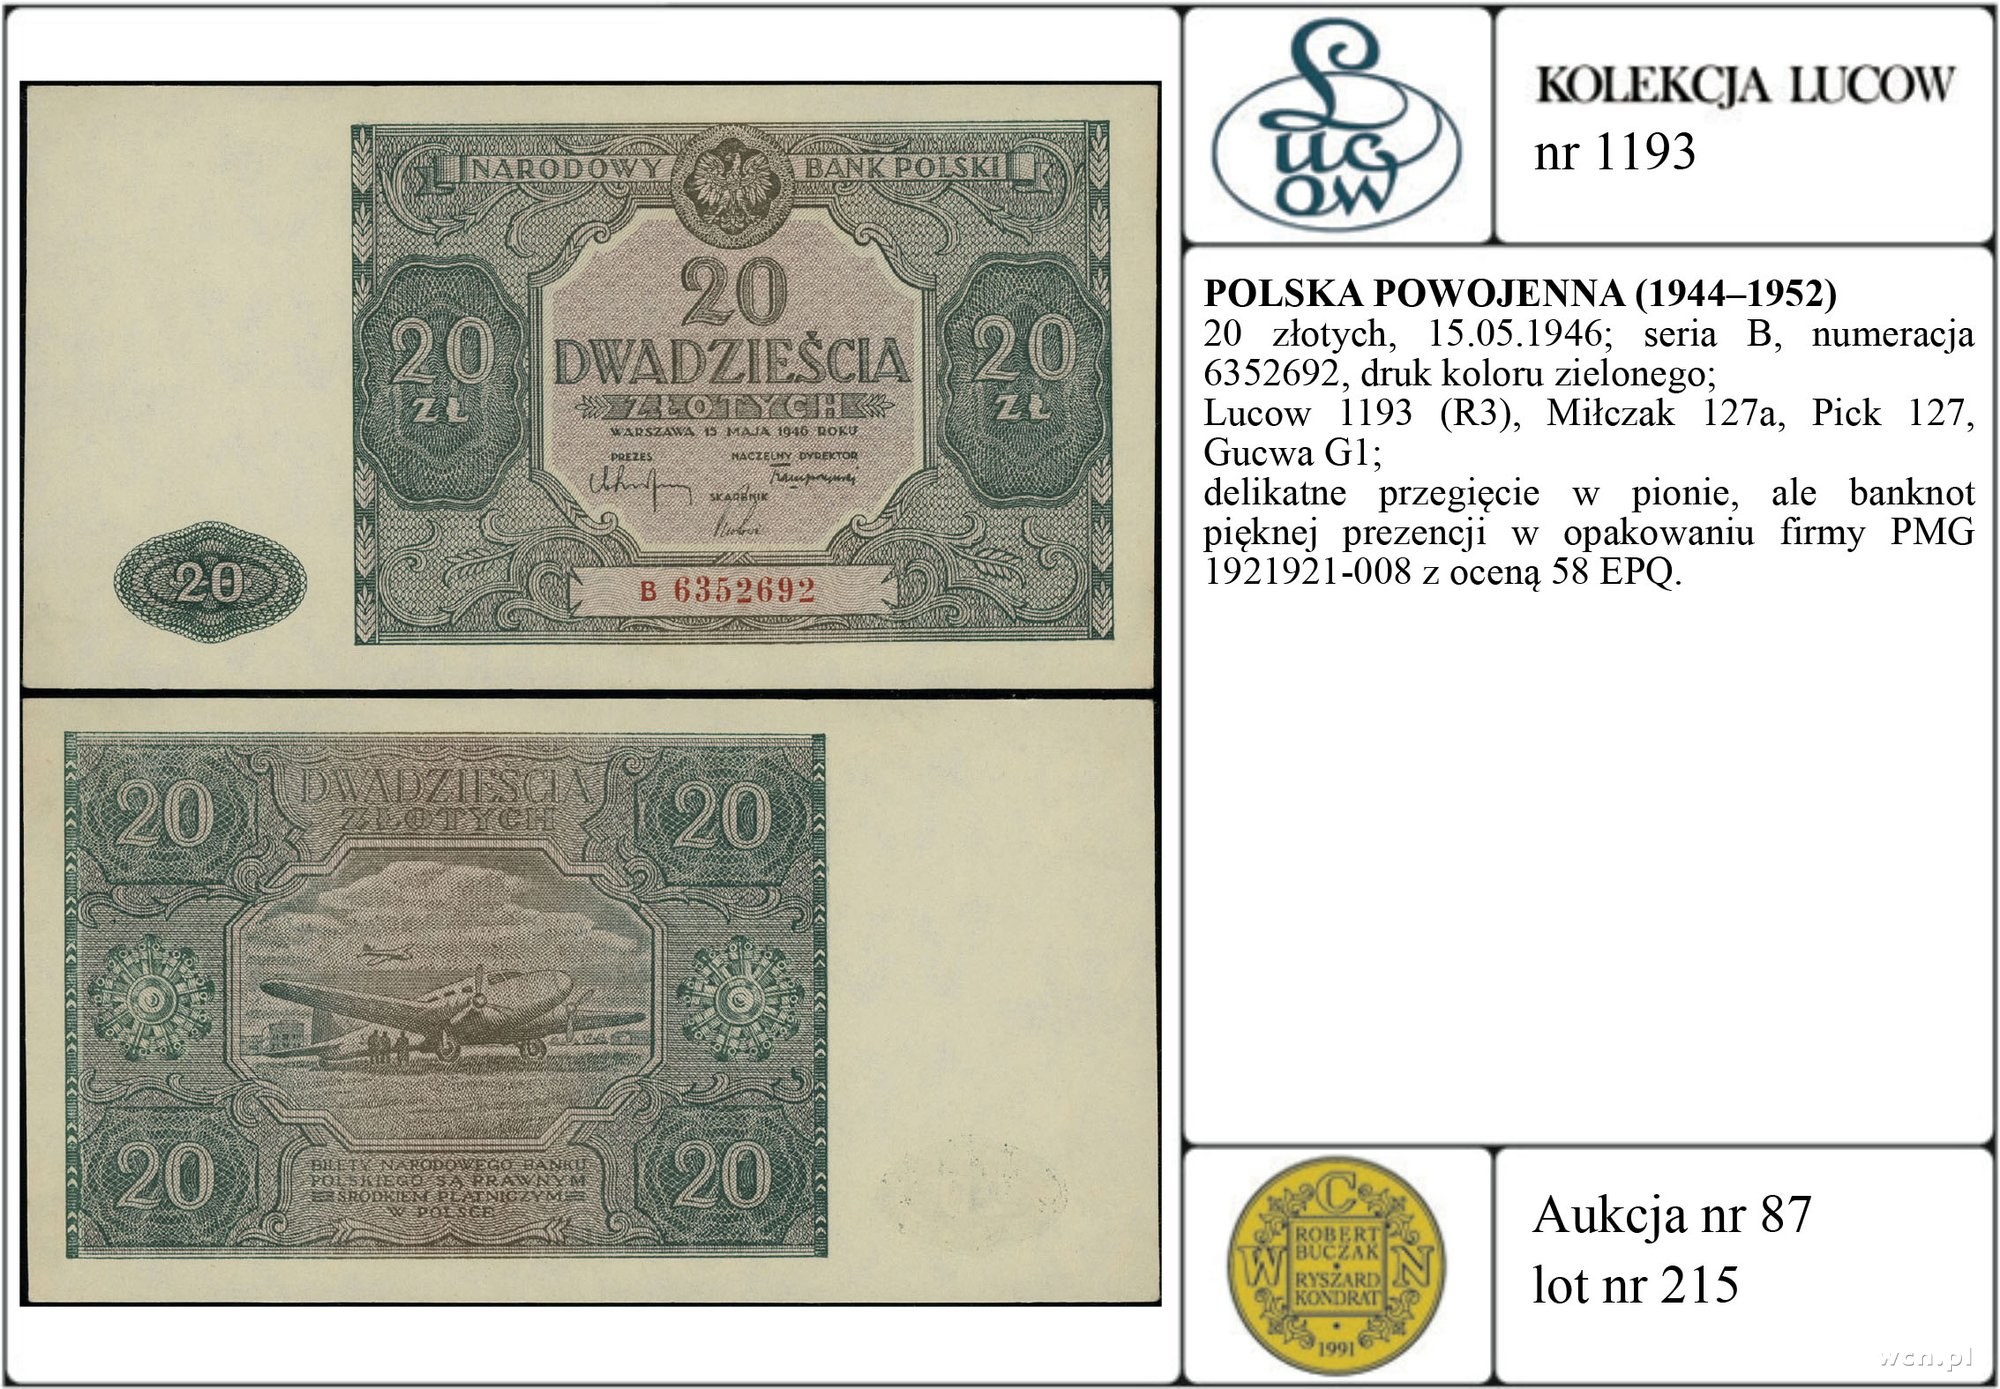 NARODOWY BANK POLSKI
20
DWADZIEŚCIA
ZŁOTYCH
WARSZAWA 15 MAJA 1946 ROKU
PREZES NACZELNY DYREKTOR
SKARBNIK
20
ZŁ
20
ZŁ
20
B 6352692
DWADZIEŚCIA
ZŁOTYCH
20
20
20
20
BILETY NARODOWEGO BANKU
POLSKIEGO SĄ PRAWNYM
ŚRODKIEM PŁATNICZYM
W POLSCE
Lucow
KOLEKCJA LUCOW
nr 1193
POLSKA POWOJENNA (1944–1952)
20 złotych, 15.05.1946; seria B, numeracja
6352692, druk koloru zielonego;
Lucow 1193 (R3), Miłczak 127a, Pick 127,
Gucwa G1;
delikatne przegięcie w pionie, ale banknot
pięknej prezencji w opakowaniu firmy PMG
1921921-008 z oceną 58 EPQ.
W C N
ROBERT
BUCZAK
RYSZARD
KONDRAT
1991
Aukcja nr 87
lot nr 215
wcn.pl